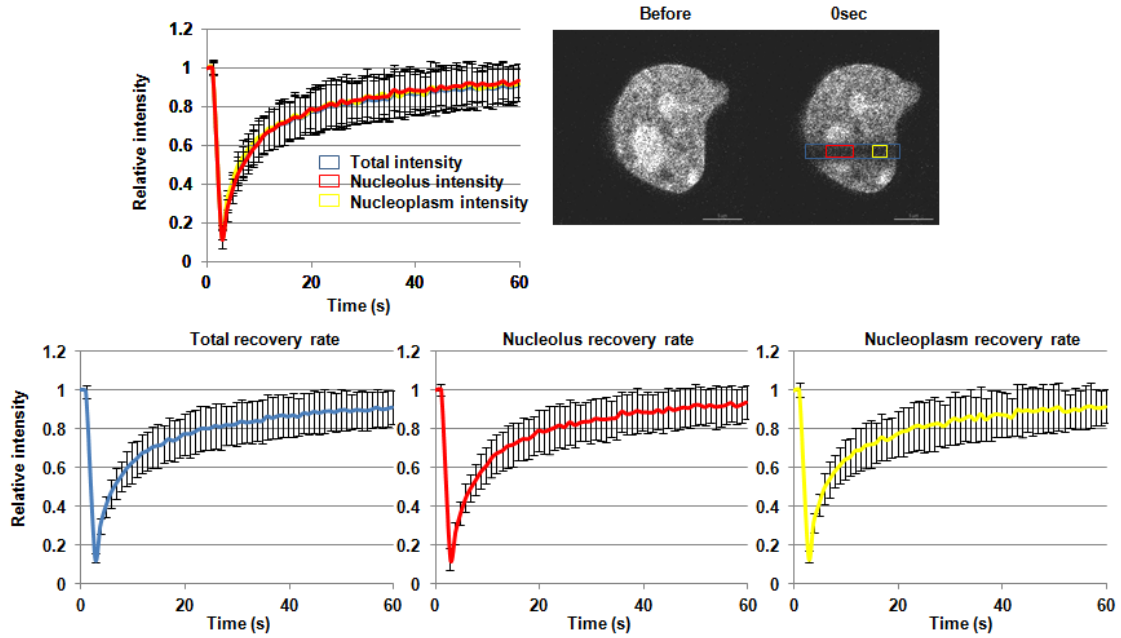 Before
0sec
1.2
1
0.8
0.6
0.4
0.2
0
Relative intensity
Total intensity
Nucleolus intensity
Nucleoplasm intensity
0 20 40 60
Time (s)
Total recovery rate
1.2
1
0.8
0.6
0.4
0.2
0
Relative intensity
0 20 40 60
Time (s)
Nucleolus recovery rate
1.2
1
0.8
0.6
0.4
0.2
0
0 20 40 60
Time (s)
Nucleoplasm recovery rate
1.2
1
0.8
0.6
0.4
0.2
0
0 20 40 60
Time (s)